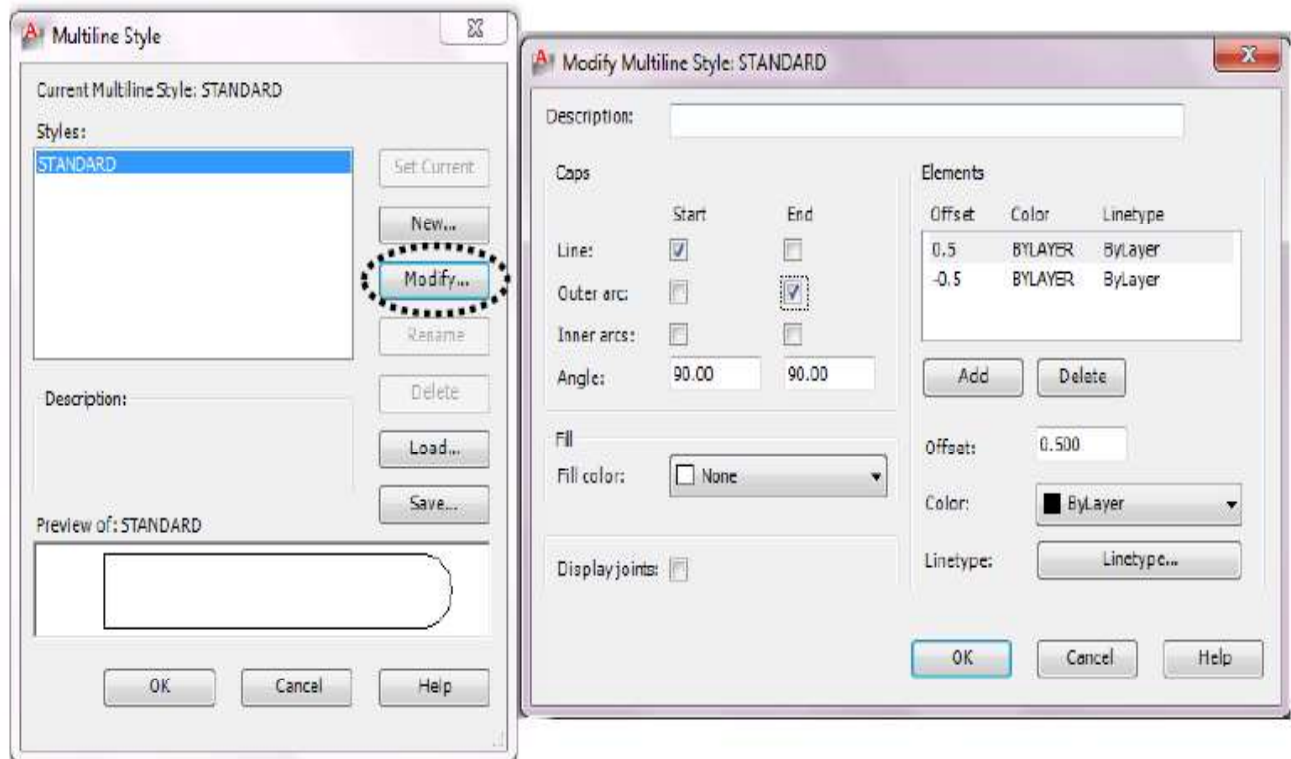 Multiline Style
Current Multiline Style: STANDARD
Styles:
STANDARD
Set Current
New...
Modify...
Rename
Delete
Load...
Save...
Description:
Preview of: STANDARD
OK Cancel Help
Modify Multiline Style: STANDARD
Description:
Caps
Start End
Line:
Outer arc:
Inner arcs:
Angle: 90.00 90.00
Fill
Fill color: None
Display joints:
Elements
Offset Color Linetype
0.5 BYLAYER ByLayer
-0.5 BYLAYER ByLayer
Add Delete
Offset: 0.500
Color: ByLayer
Linetype: Linetype...
OK Cancel Help